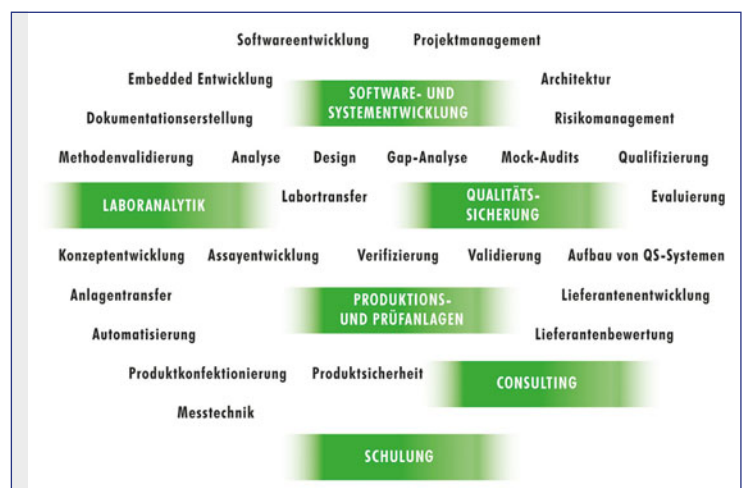 Softwareentwicklung Projektmanagement
Embedded Entwicklung Architektur
SOFTWARE- UND
SYSTEMENTWICKLUNG
Dokumentationserstellung Risikomanagement
Methodenvalidierung Analyse Design Gap-Analyse Mock-Audits Qualifizierung
LABORANALYTIK Labortransfer QUALITÄTS-
SICHERUNG Evaluierung
Konzeptentwicklung Assayentwicklung Verifizierung Validierung Aufbau von QS-Systemen
Anlagentransfer PRODUKTIONS-
UND PRÜFANLAGEN Lieferantenentwicklung
Automatisierung Lieferantenbewertung
Produktkonfektionierung Produktsicherheit CONSULTING
Messtechnik
SCHULUNG